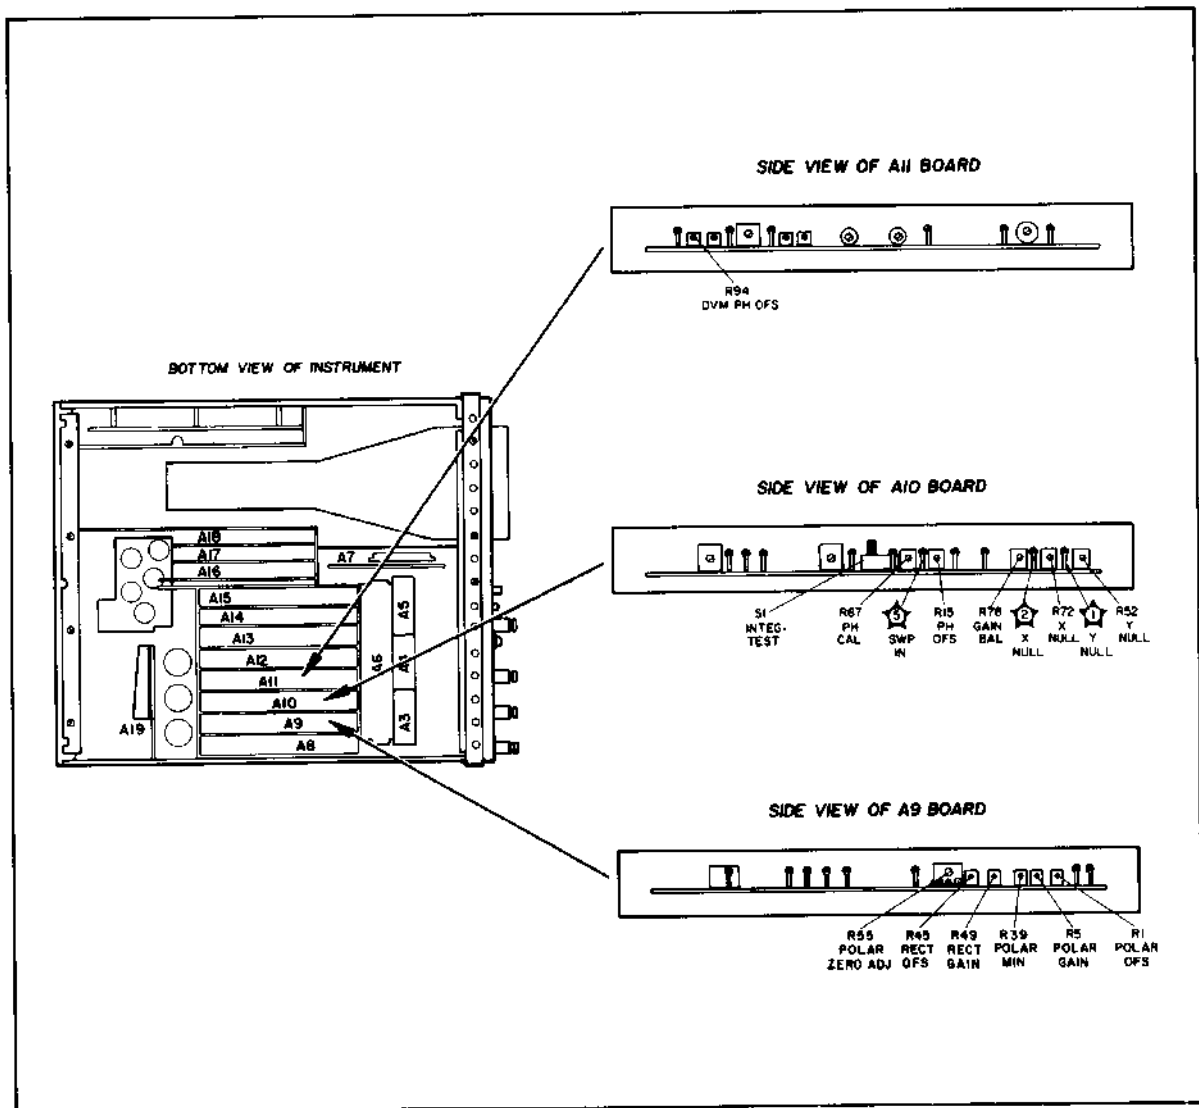 SIDE VIEW OF A11 BOARD
R94
DVM PH OFS
BOTTOM VIEW OF INSTRUMENT
A18
A17
A16
A7
A15
A14
A13
A12
A11
A10
A9
A8
A6
A5
A3
A19
SIDE VIEW OF A10 BOARD
S1
INTEG-
TEST
R67
PH
CAL
5
SWP
IN
R15
PH
OFS
R76
GAIN
BAL
2
X
NULL
R72
X
NULL
1
Y
NULL
R52
Y
NULL
SIDE VIEW OF A9 BOARD
R55
POLAR
ZERO ADJ
R45
RECT
OFS
R49
RECT
GAIN
R39
POLAR
MIN
R5
POLAR
GAIN
R1
POLAR
OFS